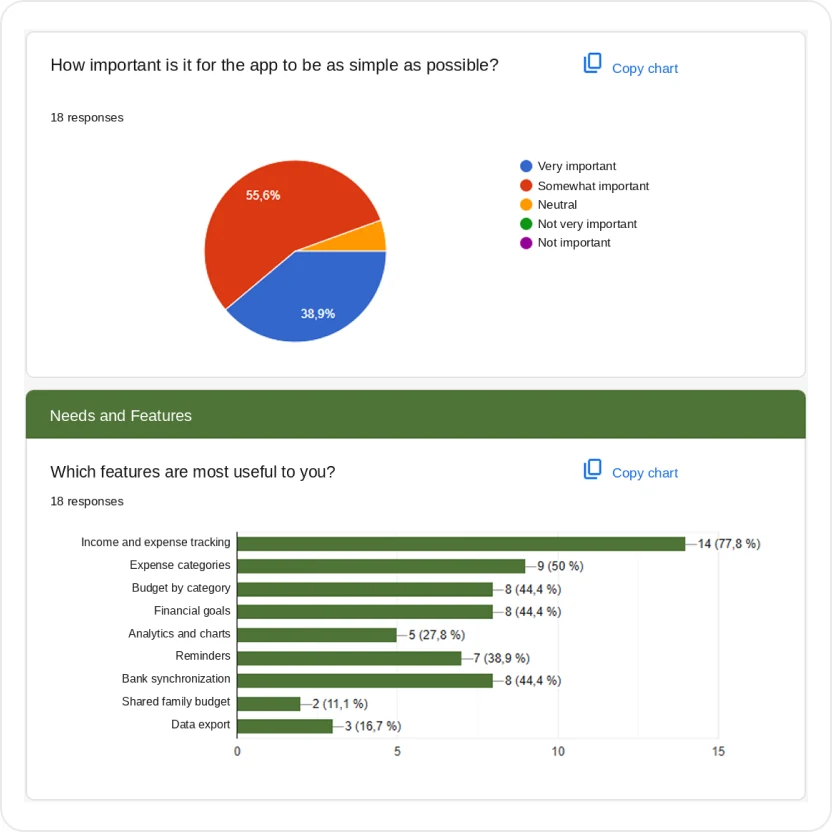 How important is it for the app to be as simple as possible?
Copy chart
18 responses
55,6%
38,9%
Very important
Somewhat important
Neutral
Not very important
Not important
Needs and Features
Which features are most useful to you?
Copy chart
18 responses
Income and expense tracking 14 (77,8 %)
Expense categories 9 (50 %)
Budget by category 8 (44,4 %)
Financial goals 8 (44,4 %)
Analytics and charts 5 (27,8 %)
Reminders 7 (38,9 %)
Bank synchronization 8 (44,4 %)
Shared family budget 2 (11,1 %)
Data export 3 (16,7 %)
0 5 10 15